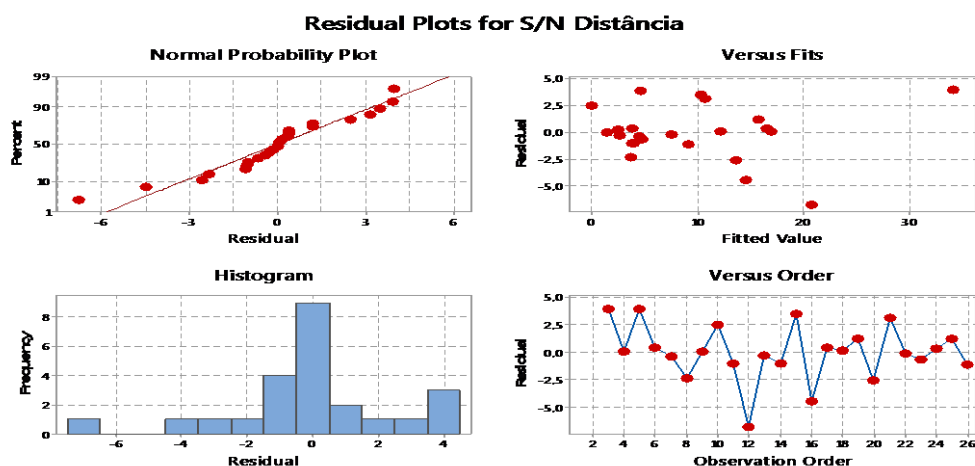 Residual Plots for S/N Distância
Normal Probability Plot
99
90
50
10
1
Percent
-6 -3 0 3 6
Residual
Versus Fits
5,0
2,5
0,0
-2,5
-5,0
Residual
0 10 20 30
Fitted Value
Histogram
8
6
4
2
0
Frequency
-6 -4 -2 0 2 4
Residual
Versus Order
5,0
2,5
0,0
-2,5
-5,0
Residual
2 4 6 8 10 12 14 16 18 20 22 24 26
Observation Order